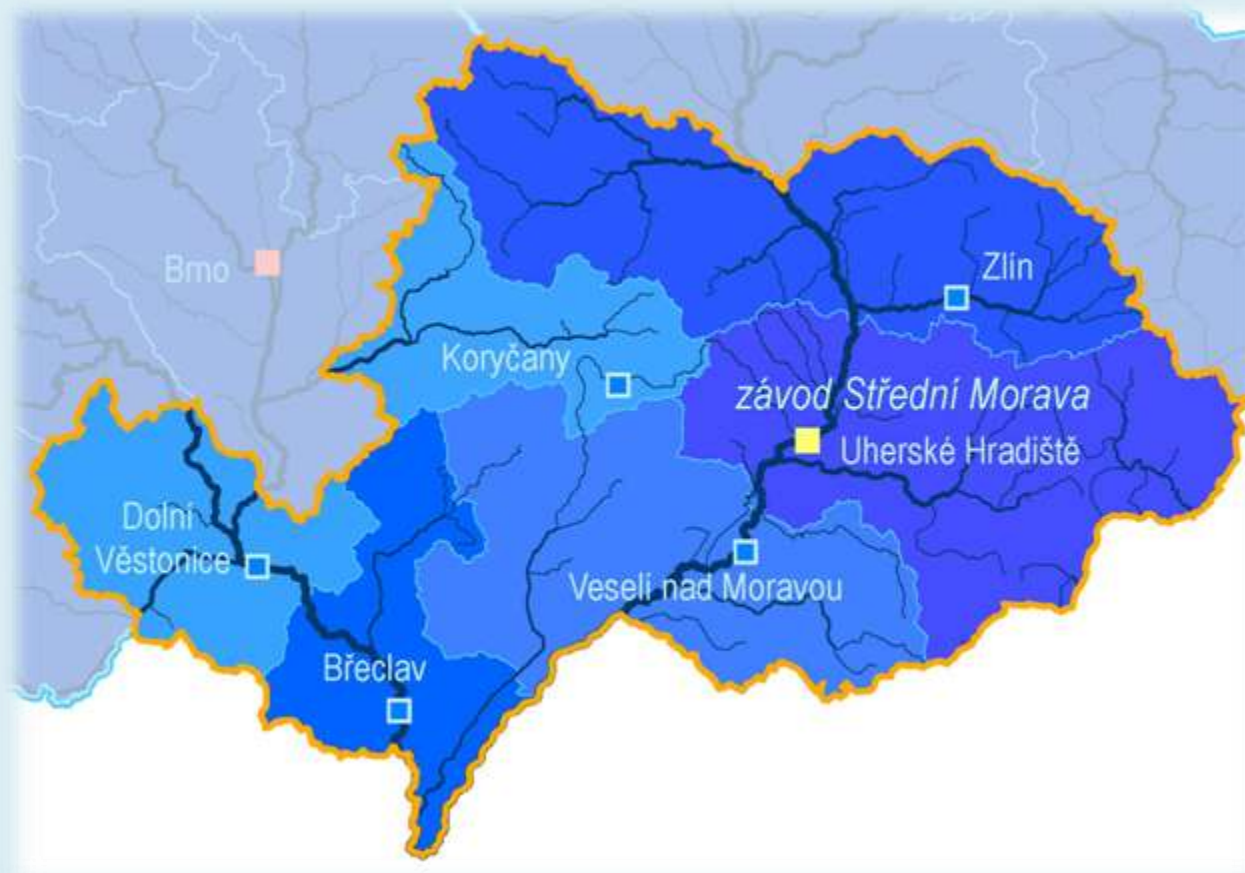 Brno
Zlín
Koryčany
závod Střední Morava
Uherské Hradiště
Dolní
Věstonice
Veselí nad Moravou
Břeclav